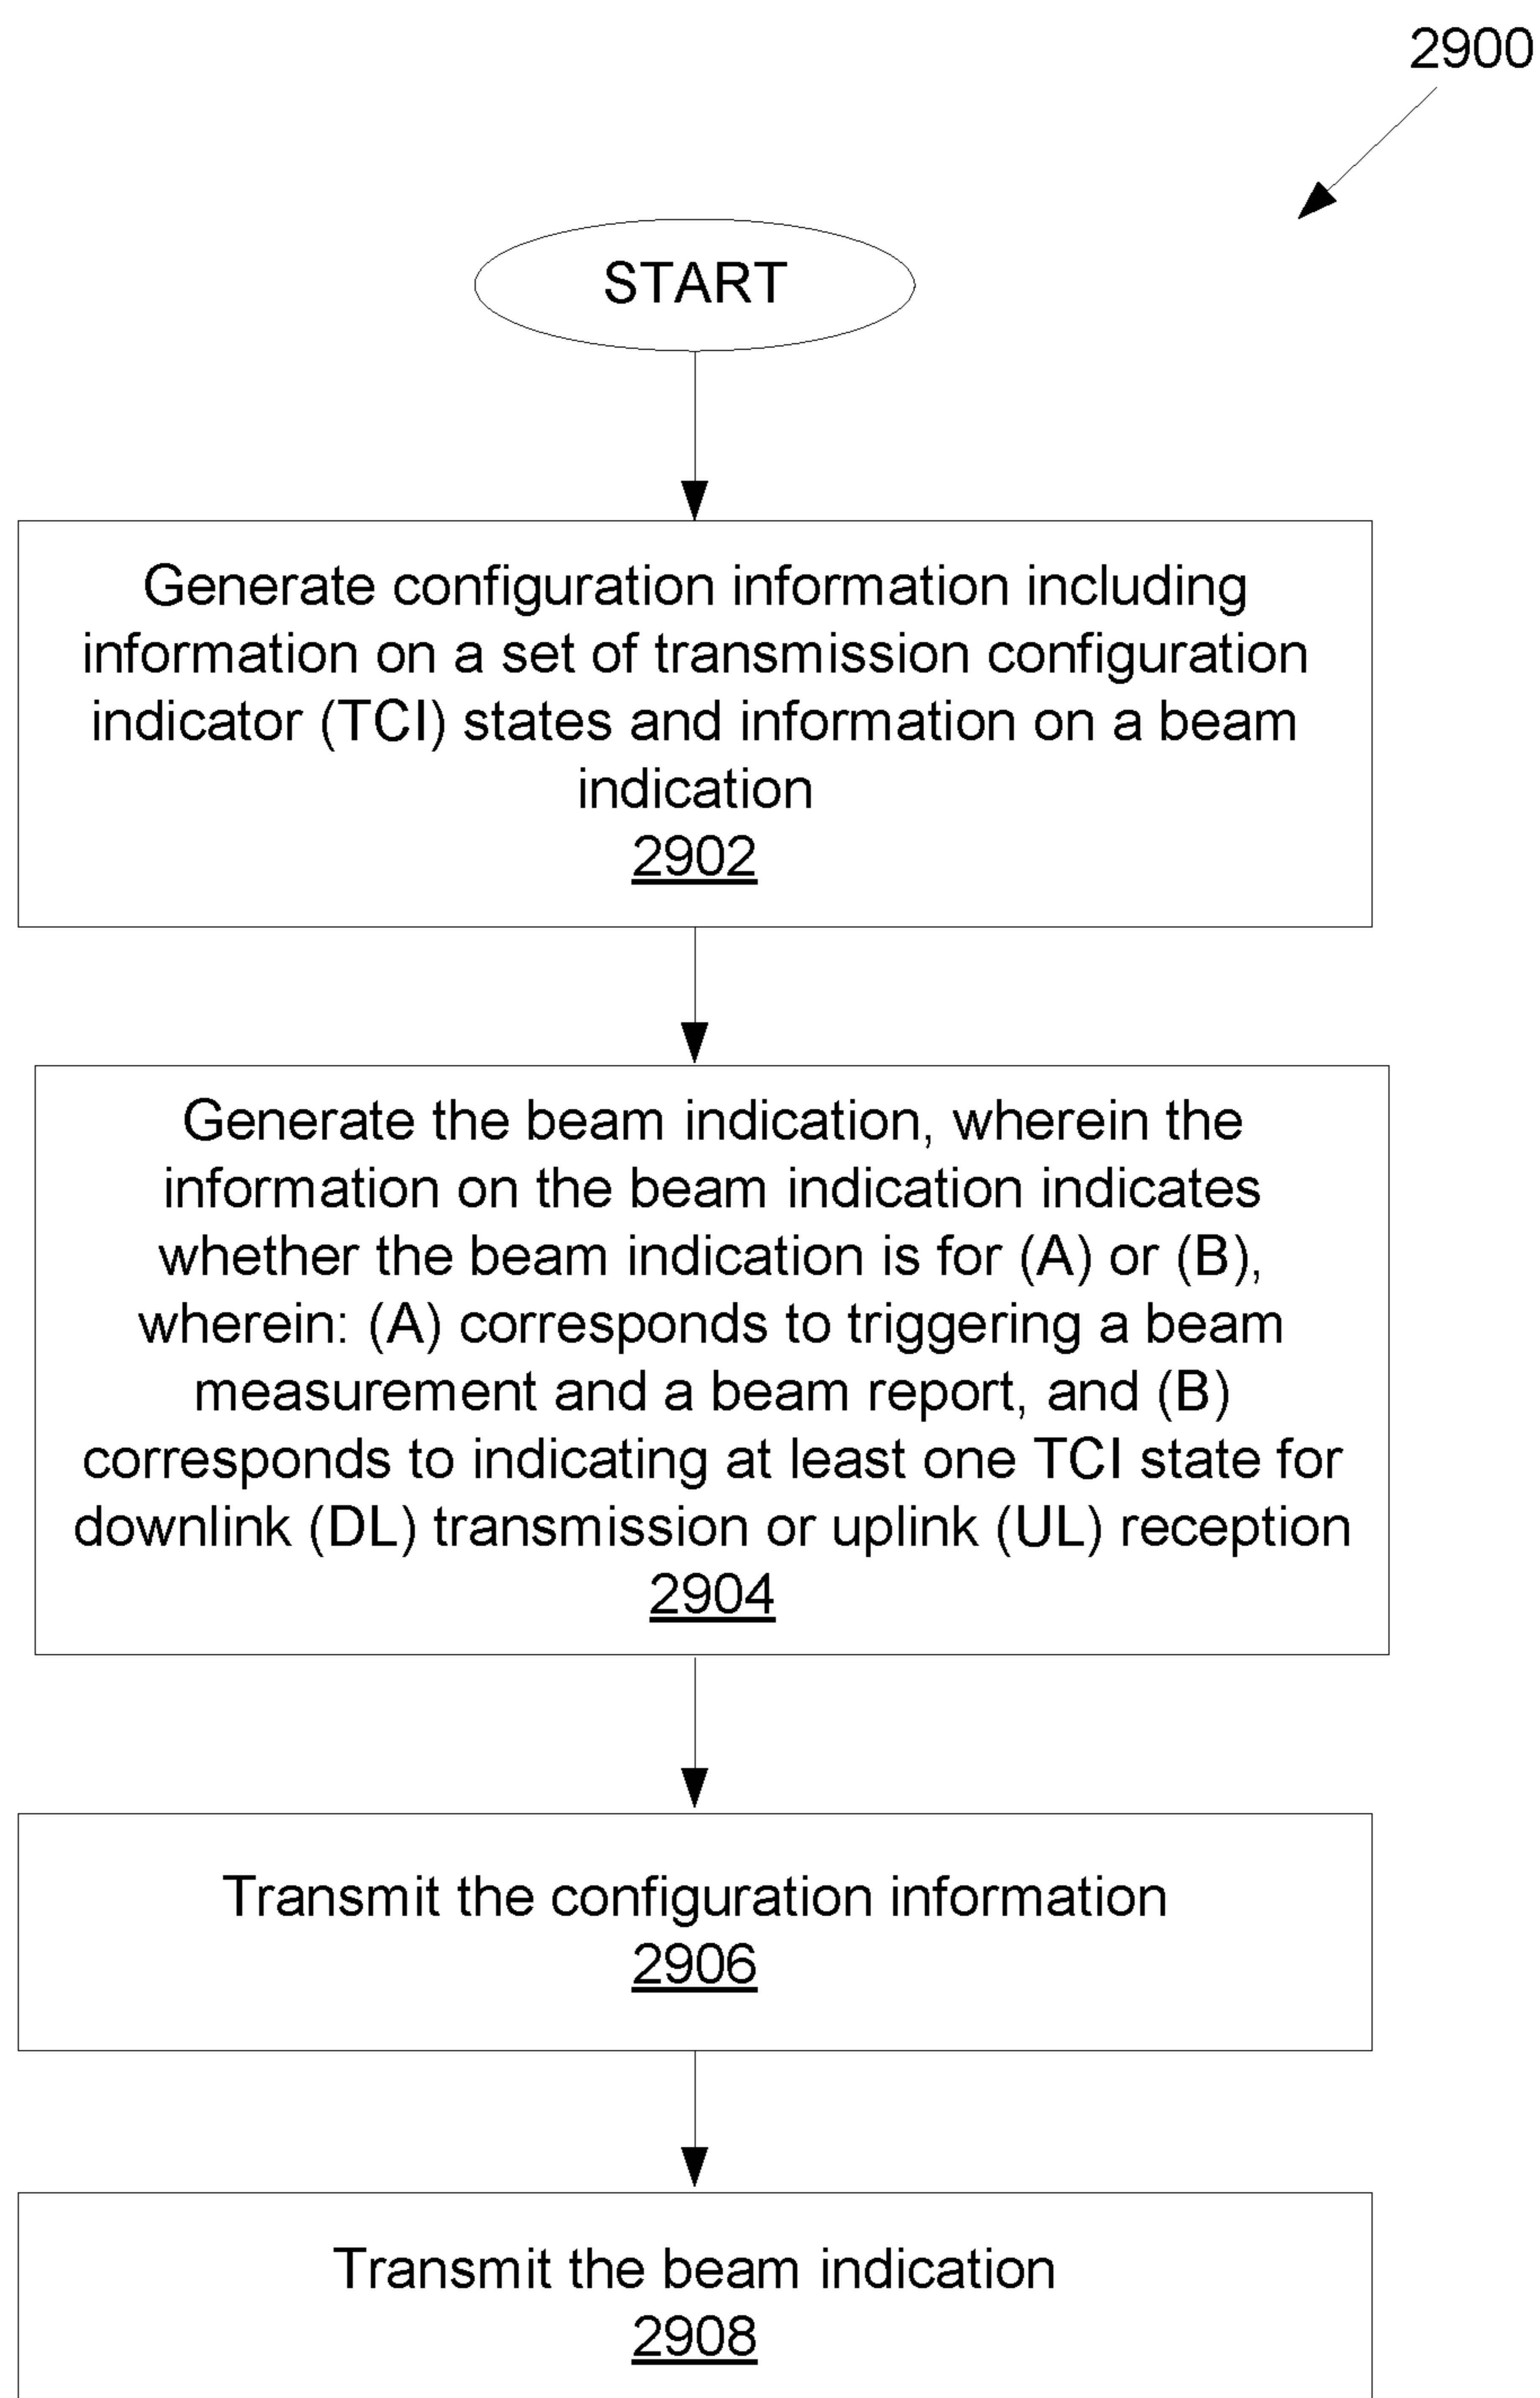 2900
START
Generate configuration information including
information on a set of transmission configuration
indicator (TCI) states and information on a beam
indication
2902
Generate the beam indication, wherein the
information on the beam indication indicates
whether the beam indication is for (A) or (B),
wherein: (A) corresponds to triggering a beam
measurement and a beam report, and (B)
corresponds to indicating at least one TCI state for
downlink (DL) transmission or uplink (UL) reception
2904
Transmit the configuration information
2906
Transmit the beam indication
2908